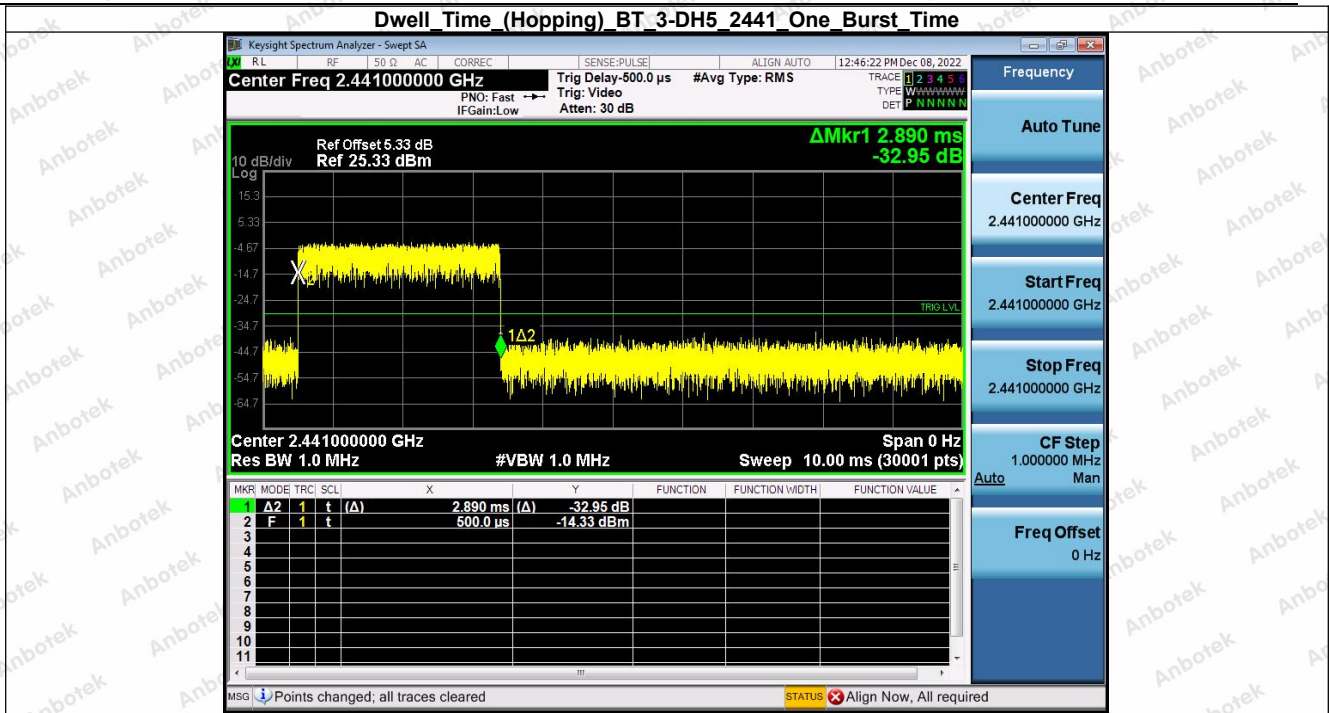 Dwell_Time_(Hopping)_BT_3-DH5_2441_One_Burst_Time
Keysight Spectrum Analyzer - Swept SA
LXI RL RF 50 Ω AC CORREC SENSE:PULSE ALIGN AUTO 12:46:22 PM Dec 08, 2022
Center Freq 2.441000000 GHz
PNO: Fast
IFGain:Low
Trig Delay-500.0 µs
Trig: Video
Atten: 30 dB
#Avg Type: RMS
TRACE 1 2 3 4 5 6
TYPE WWWWWW
DET P N N N N N
ΔMkr1 2.890 ms
-32.95 dB
Ref Offset 5.33 dB
10 dB/div Ref 25.33 dBm
Log
15.3
5.33
-4.67
-14.7
-24.7
-34.7
-44.7
-54.7
-64.7
TRIG LVL
2
1Δ2
Center 2.441000000 GHz Span 0 Hz
Res BW 1.0 MHz #VBW 1.0 MHz Sweep 10.00 ms (30001 pts)
MKR MODE TRC SCL X Y FUNCTION FUNCTION WIDTH FUNCTION VALUE
1 Δ2 1 t (Δ) 2.890 ms (Δ) -32.95 dB
2 F 1 t 500.0 µs -14.33 dBm
3
4
5
6
7
8
9
10
11
MSG Points changed; all traces cleared STATUS Align Now, All required
Frequency
Auto Tune
Center Freq
2.441000000 GHz
Start Freq
2.441000000 GHz
Stop Freq
2.441000000 GHz
CF Step
1.000000 MHz
Auto Man
Freq Offset
0 Hz
Anbotek